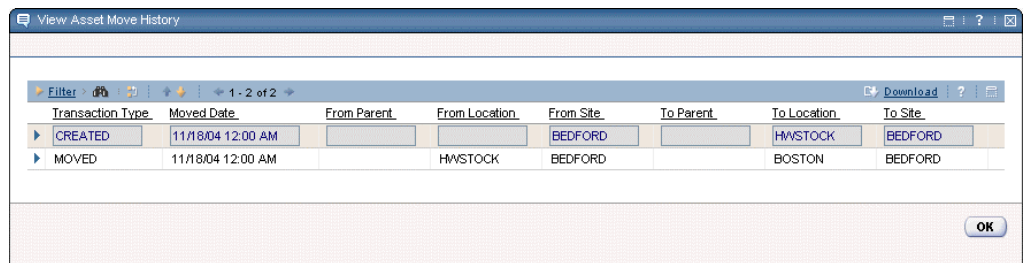 View Asset Move History ?
Filter 1 - 2 of 2 Download ?
Transaction Type Moved Date From Parent From Location From Site To Parent To Location To Site
CREATED 11/18/04 12:00 AM BEDFORD HWSTOCK BEDFORD
MOVED 11/18/04 12:00 AM HWSTOCK BEDFORD BOSTON BEDFORD
OK